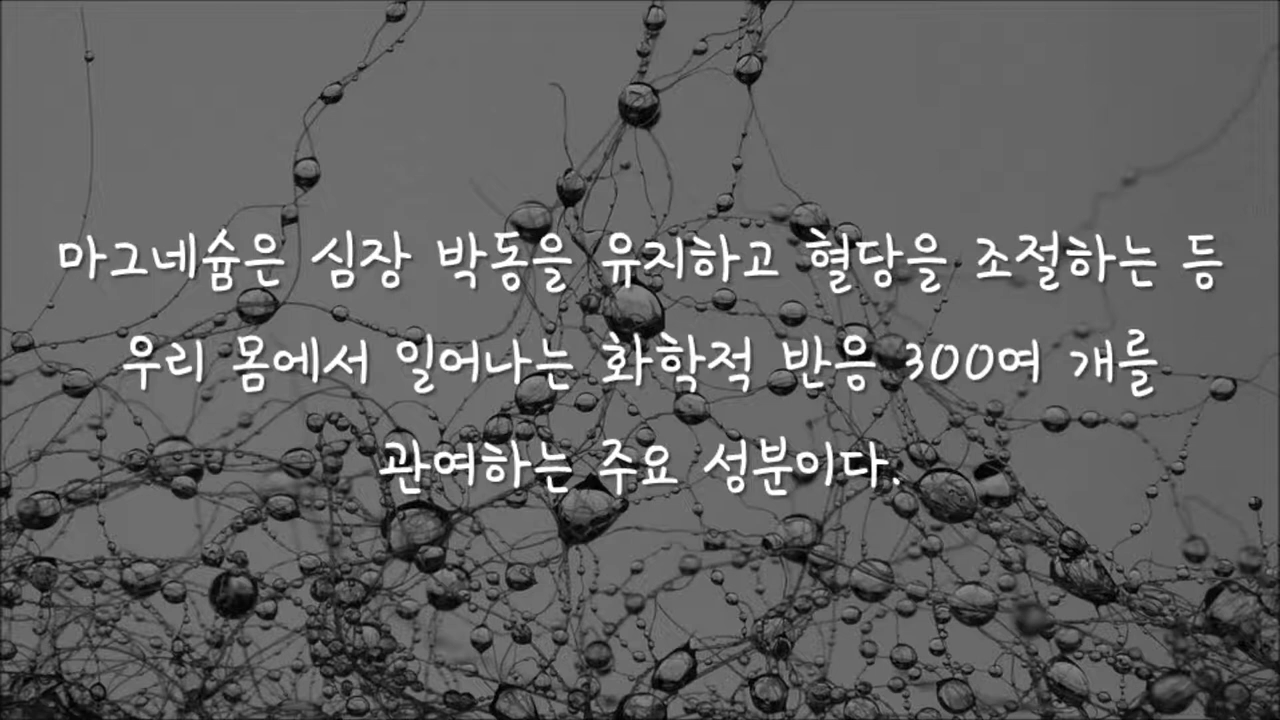 마그네슘은 심장 박동을 유지하고 혈당을 조절하는 등
우리 몸에서 일어나는 화학적 반응 300여 개를
관여하는 주요 성분이다.